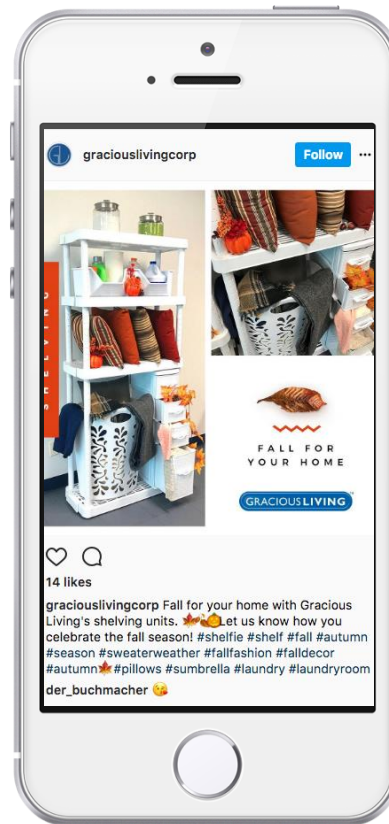 graciouslivingcorp
Follow
SHELVING
FALL FOR
YOUR HOME
GRACIOUSLIVING™
14 likes
graciouslivingcorp Fall for your home with Gracious
Living's shelving units. 🍁🎃Let us know how you
celebrate the fall season! #shelfie #shelf #fall #autumn
#season #sweaterweather #fallfashion #falldecor
#autumn🍁#pillows #sumbrella #laundry #laundryroom
der_buchmacher 😘